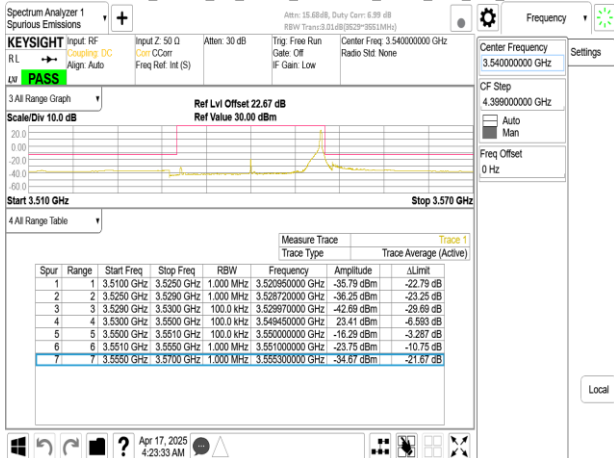 Spectrum Analyzer 1
Spurious Emissions
Attn: 15.68dB, Duty Corr: 6.99 dB
RBW Trans:3.01dB(3529~3551MHz)
Frequency
Settings
KEYSIGHT
RL
PASS
Input: RF
Coupling: DC
Align: Auto
Input Z: 50 Ω
Corr CCorr
Freq Ref: Int (S)
Atten: 30 dB
Trig: Free Run
Gate: Off
IF Gain: Low
Center Freq: 3.540000000 GHz
Radio Std: None
Center Frequency
3.540000000 GHz
CF Step
4.399000000 GHz
Auto
Man
Freq Offset
0 Hz
3 All Range Graph
Scale/Div 10.0 dB
Ref Lvl Offset 22.67 dB
Ref Value 30.00 dBm
20.0
0.00
-20.0
-40.0
-60.0
Start 3.510 GHz
Stop 3.570 GHz
4 All Range Table
Measure Trace Trace 1
Trace Type Trace Average (Active)
Spur Range Start Freq Stop Freq RBW Frequency Amplitude ΔLimit
1 1 3.5100 GHz 3.5250 GHz 1.000 MHz 3.520950000 GHz -35.79 dBm -22.79 dB
2 2 3.5250 GHz 3.5290 GHz 1.000 MHz 3.528720000 GHz -36.25 dBm -23.25 dB
3 3 3.5290 GHz 3.5300 GHz 100.0 kHz 3.529970000 GHz -42.69 dBm -29.69 dB
4 4 3.5300 GHz 3.5500 GHz 100.0 kHz 3.549450000 GHz 23.41 dBm -6.593 dB
5 5 3.5500 GHz 3.5510 GHz 100.0 kHz 3.550000000 GHz -16.29 dBm -3.287 dB
6 6 3.5510 GHz 3.5550 GHz 1.000 MHz 3.551000000 GHz -23.75 dBm -10.75 dB
7 7 3.5550 GHz 3.5700 GHz 1.000 MHz 3.555300000 GHz -34.67 dBm -21.67 dB
Local
Apr 17, 2025
4:23:33 AM